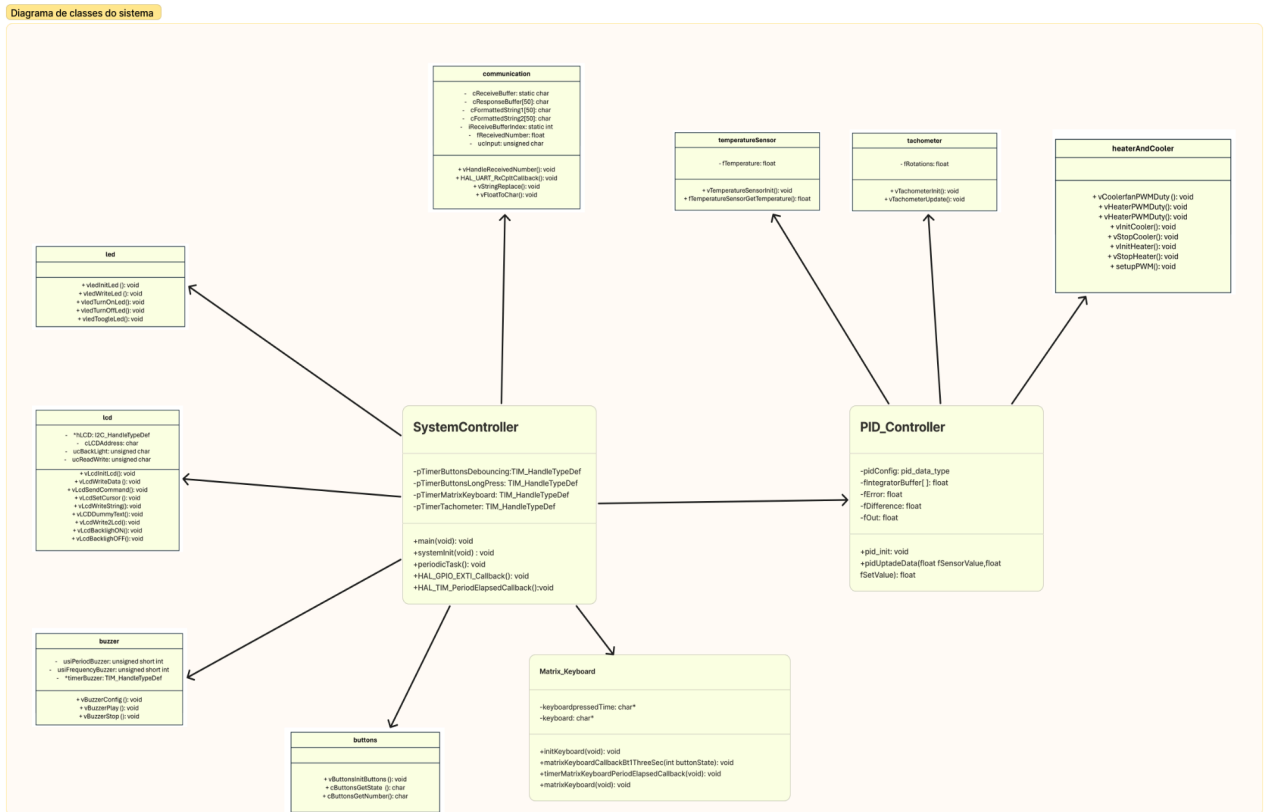 Diagrama de classes do sistema
communication
- cReceiveBuffer: static char
- cResponseBuffer[50]: char
- cFormattedString1[50]: char
- cFormattedString2[50]: char
- iReceiveBufferIndex: static int
- fReceivedNumber: float
- ucInput: unsigned char
+ vHandleReceivedNumber(): void
+ HAL_UART_RxCpltCallback(): void
+ vStringReplace(): void
+ vFloatToChar(): void
temperatureSensor
- fTemperature: float
+ vTemperatureSensorInit(): void
+ fTemperatureSensorGetTemperature(): float
tachometor
- fRotations: float
+ vTachometerInit(): void
+ vTachometerUpdate(): void
heaterAndCooler
+ vCoolerfanPWMDuty (): void
+ vHeaterPWMDuty(): void
+ vHeaterPWMDuty(): void
+ vInitCooler(): void
+ vStopCooler(): void
+ vInitHeater(): void
+ vStopHeater(): void
+ setupPWM(): void
led
+ vledInitLed (): void
+ vledWriteLed (): void
+ vledTurnOnLed(): void
+ vledTurnOffLed(): void
+ vledToogleLed(): void
lcd
- *hLCD: I2C_HandleTypeDef
- cLCDAddress: char
- ucBackLight: unsigned char
- ucReadWrite: unsigned char
+ vLcdInitLcd(): void
+ vLcdWriteData (): void
+ vLcdSendCommand(): void
+ vLcdSetCursor (): void
+ vLcdWriteString(): void
+ vLCDDummyText(): void
+ vLcdWrite2Lcd(): void
+ vLcdBacklighON(): void
+ vLcdBacklighOFF(): void
SystemController
-pTimerButtonsDebouncing:TIM_HandleTypeDef
-pTimerButtonsLongPress: TIM_HandleTypeDef
-pTimerMatrixKeyboard: TIM_HandleTypeDef
-pTimerTachometer: TIM_HandleTypeDef
+main(void): void
+systemInit(void) : void
+periodicTask(): void
+HAL_GPIO_EXTI_Callback(): void
+HAL_TIM_PeriodElapsedCallback():void
PID_Controller
-pidConfig: pid_data_type
-fIntegratorBuffer[ ]: float
-fError: float
-fDifference: float
-fOut: float
+pid_init: void
+pidUptadeData(float fSensorValue,float
fSetValue): float
buzzer
- usiPeriodBuzzer: unsigned short int
- usiFrequencyBuzzer: unsigned short int
- *timerBuzzer: TIM_HandleTypeDef
+ vBuzzerConfig (): void
+ vBuzzerPlay (): void
+ vBuzzerStop (): void
Matrix_Keyboard
-keyboardpressedTime: char*
-keyboard: char*
+initKeyboard(void): void
+matrixKeyboardCallbackBt1ThreeSec(int buttonState): void
+timerMatrixKeyboardPeriodElapsedCallback(void): void
+matrixKeyboard(void): void
buttons
+ vButtonsInitButtons (): void
+ cButtonsGetState (): char
+ cButtonsGetNumber(): char